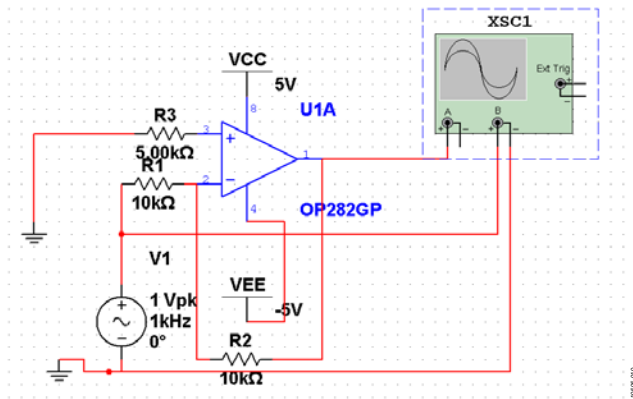 XSC1
VCC
5V
Ext Trig
+
−
A
B
+
−
+
−
8
U1A
R3
5.00kΩ
3
+
1
R1
10kΩ
2
−
4
OP282GP
V1
VEE
-5V
+
−
1 Vpk
1kHz
0°
R2
10kΩ